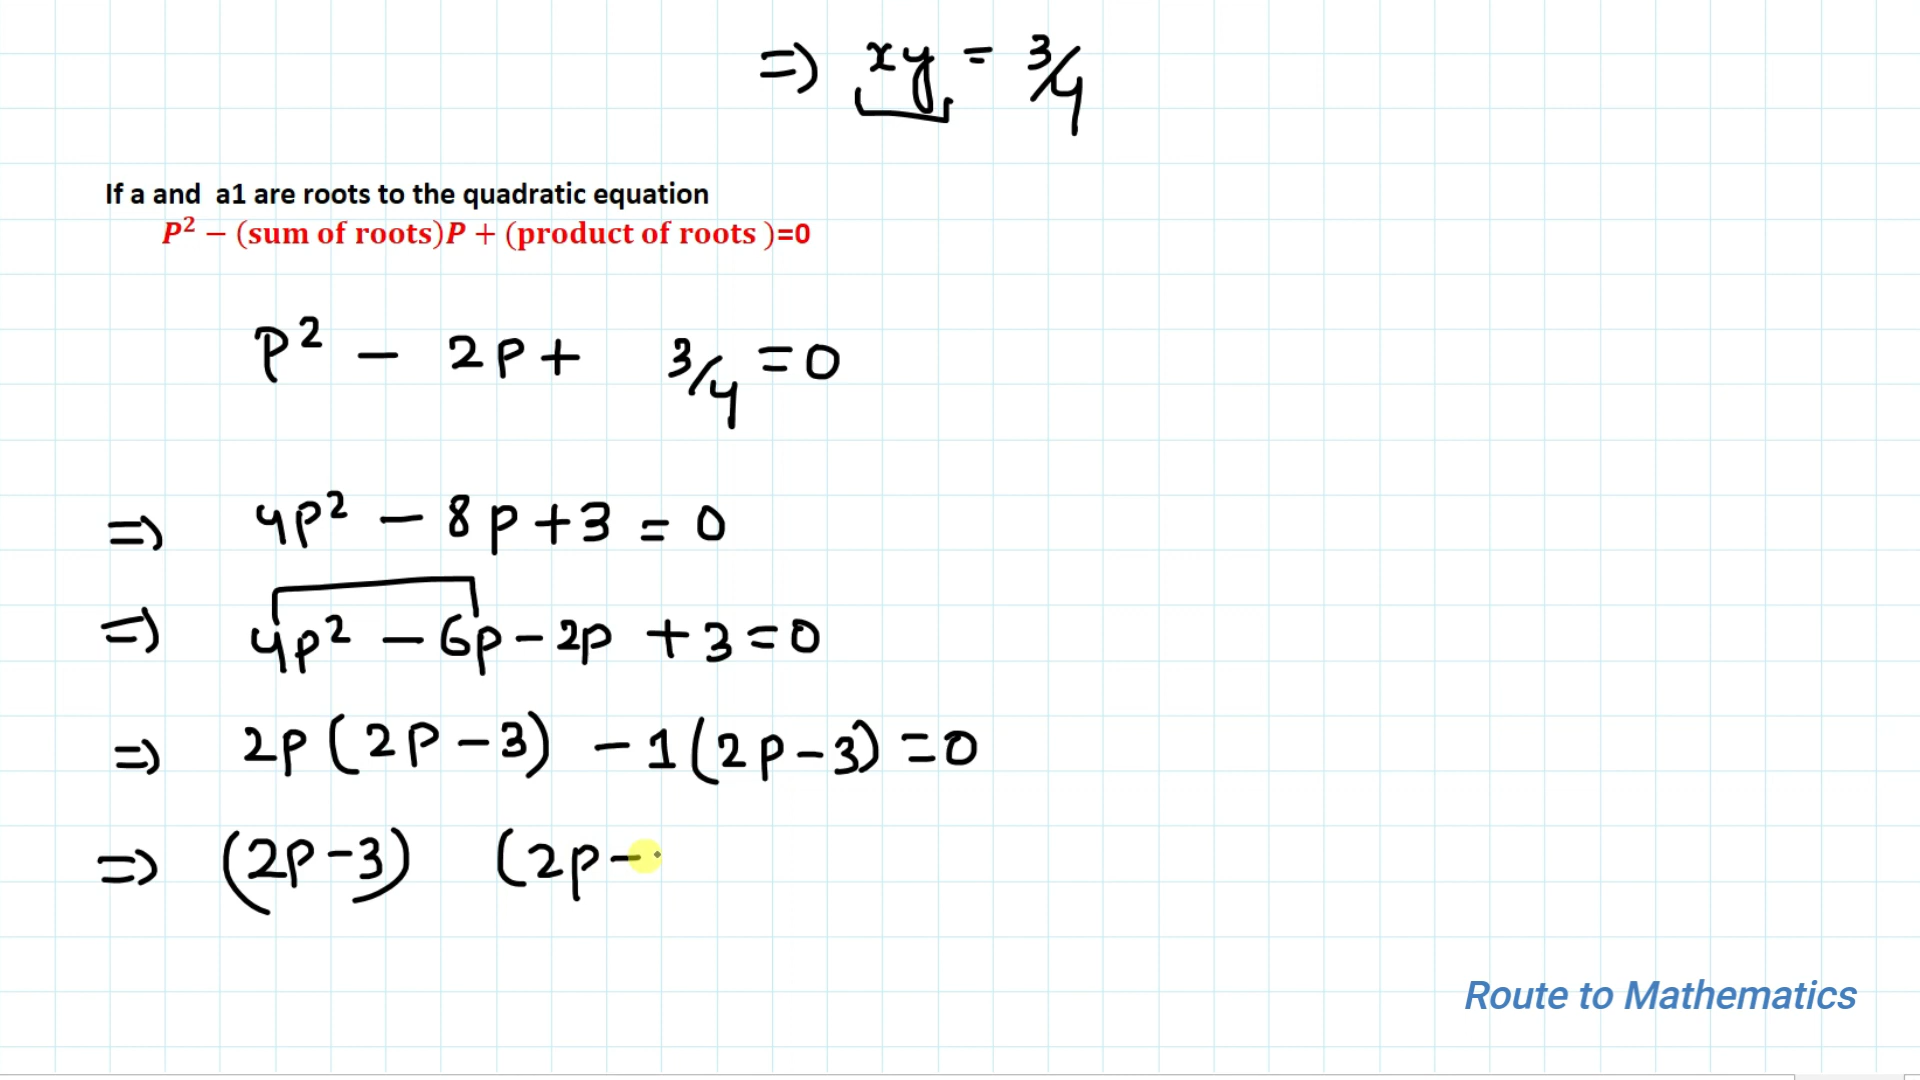 => xy = 3/4
If a and a1 are roots to the quadratic equation
P² − (sum of roots)P + (product of roots )=0
p² − 2p + 3/4 = 0
=> 4p² − 8p + 3 = 0
=> 4p² − 6p − 2p + 3 = 0
=> 2p (2p − 3) − 1 (2p − 3) = 0
=> (2p − 3) (2p −
Route to Mathematics